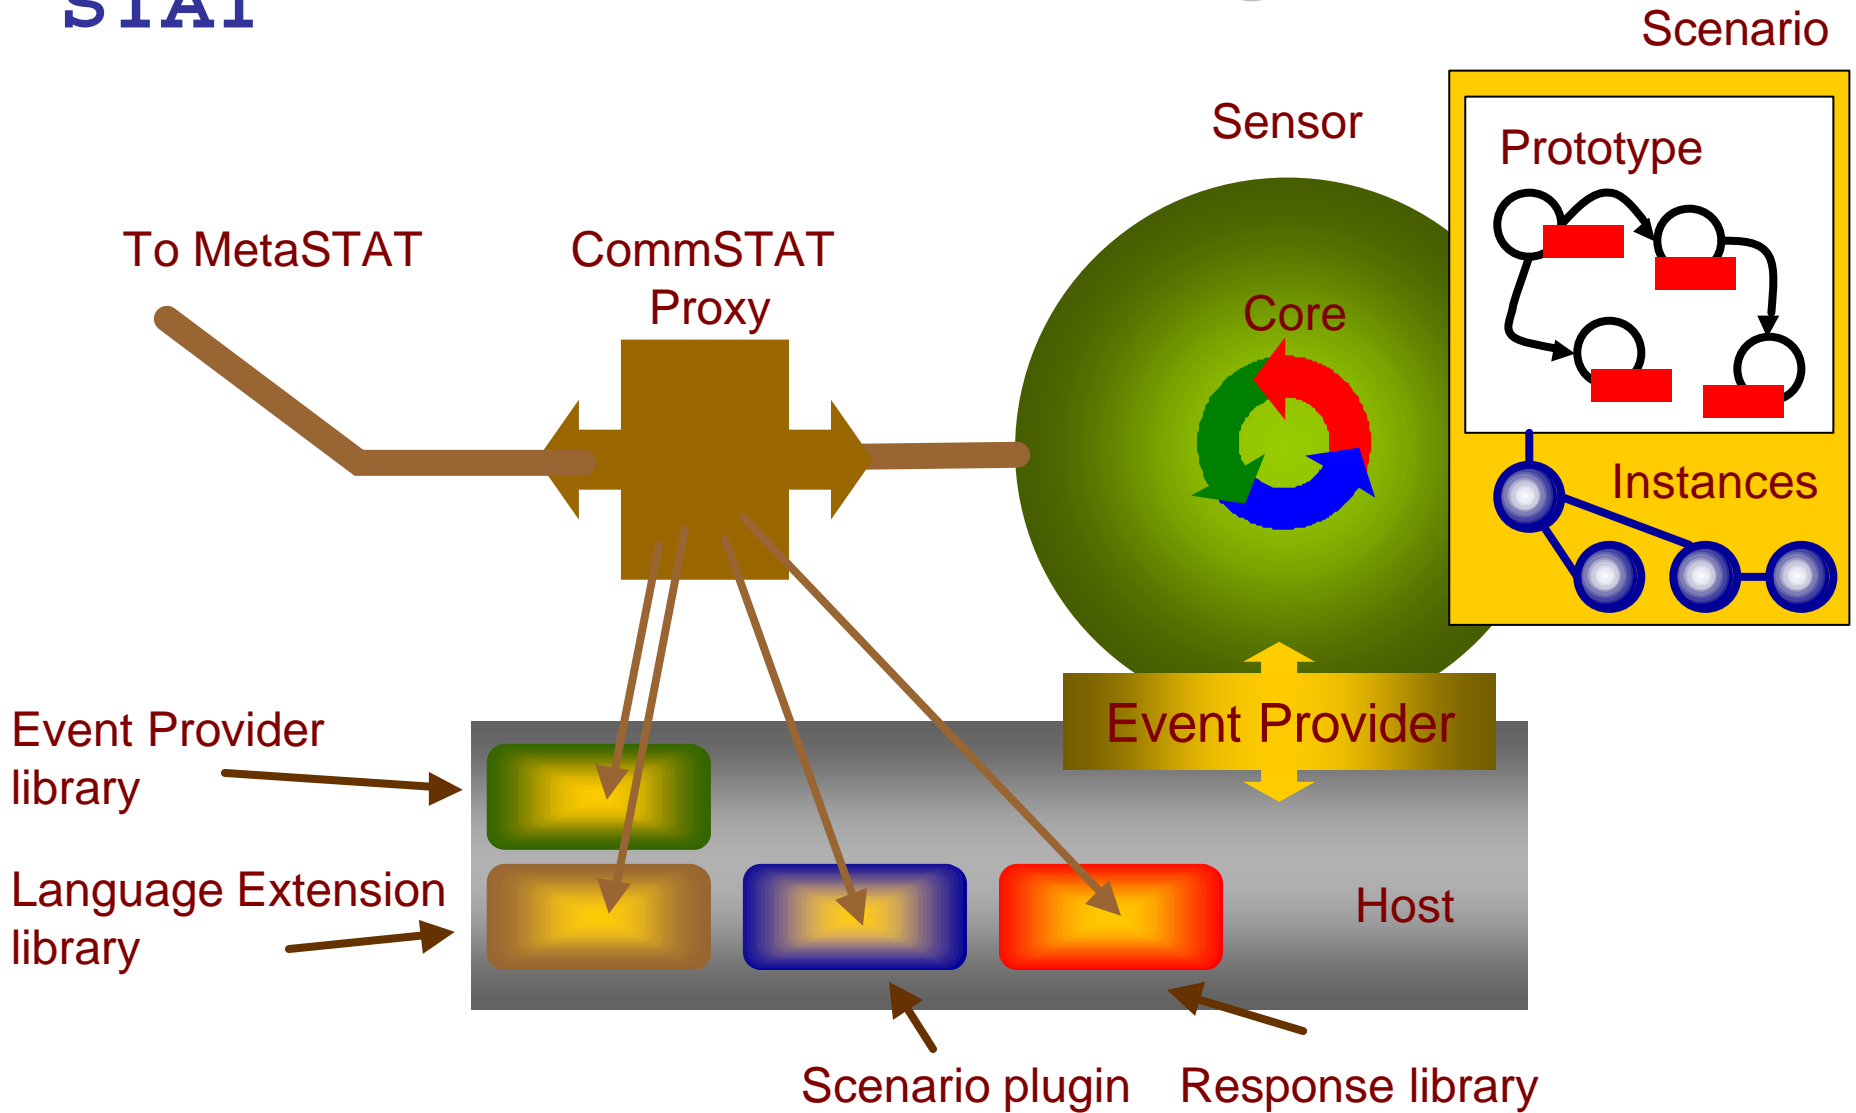 STAT
Scenario
Sensor
Prototype
To MetaSTAT
CommSTAT
Proxy
Core
Instances
Event Provider
library
Event Provider
Language Extension
library
Host
Scenario plugin
Response library